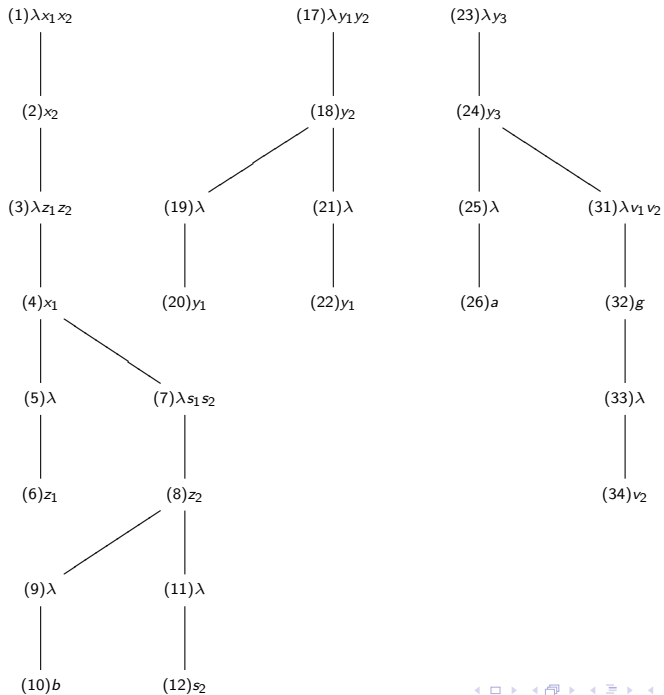 (1)λx₁x₂ (17)λy₁y₂ (23)λy₃
(2)x₂ (18)y₂ (24)y₃
(3)λz₁z₂ (19)λ (21)λ (25)λ (31)λv₁v₂
(4)x₁ (20)y₁ (22)y₁ (26)a (32)g
(5)λ (7)λs₁s₂ (33)λ
(6)z₁ (8)z₂ (34)v₂
(9)λ (11)λ
(10)b (12)s₂